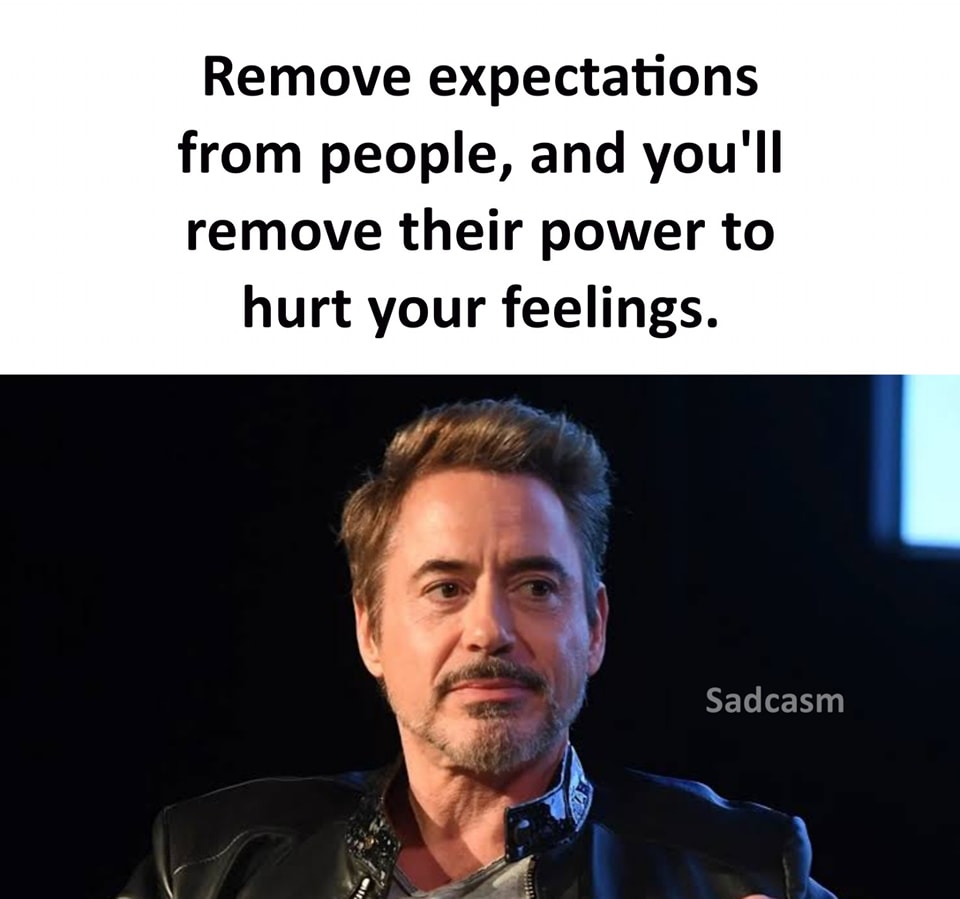 Remove expectations
from people, and you'll
remove their power to
hurt your feelings.
Sadcasm